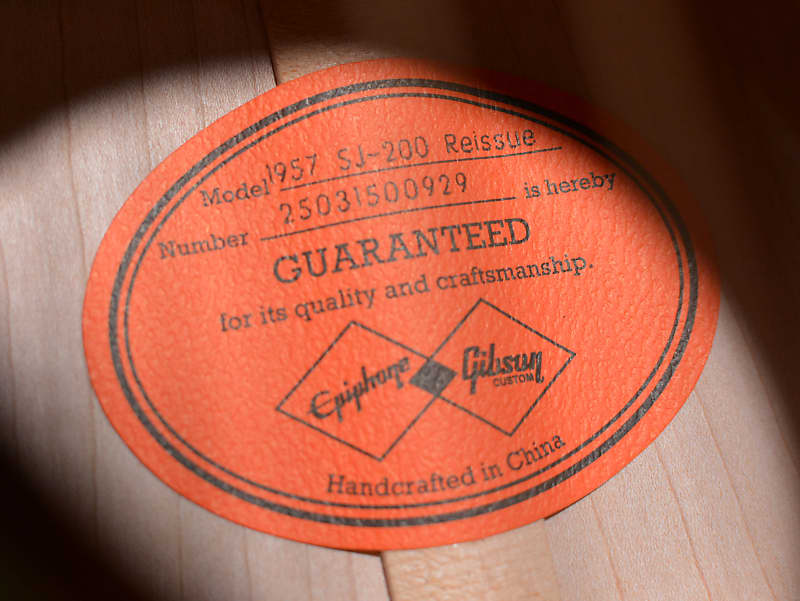 Model 1957 SJ-200 Reissue
Number 25031500929 is hereby
GUARANTEED
for its quality and craftsmanship.
Epiphone Gibson
CUSTOM
Handcrafted in China